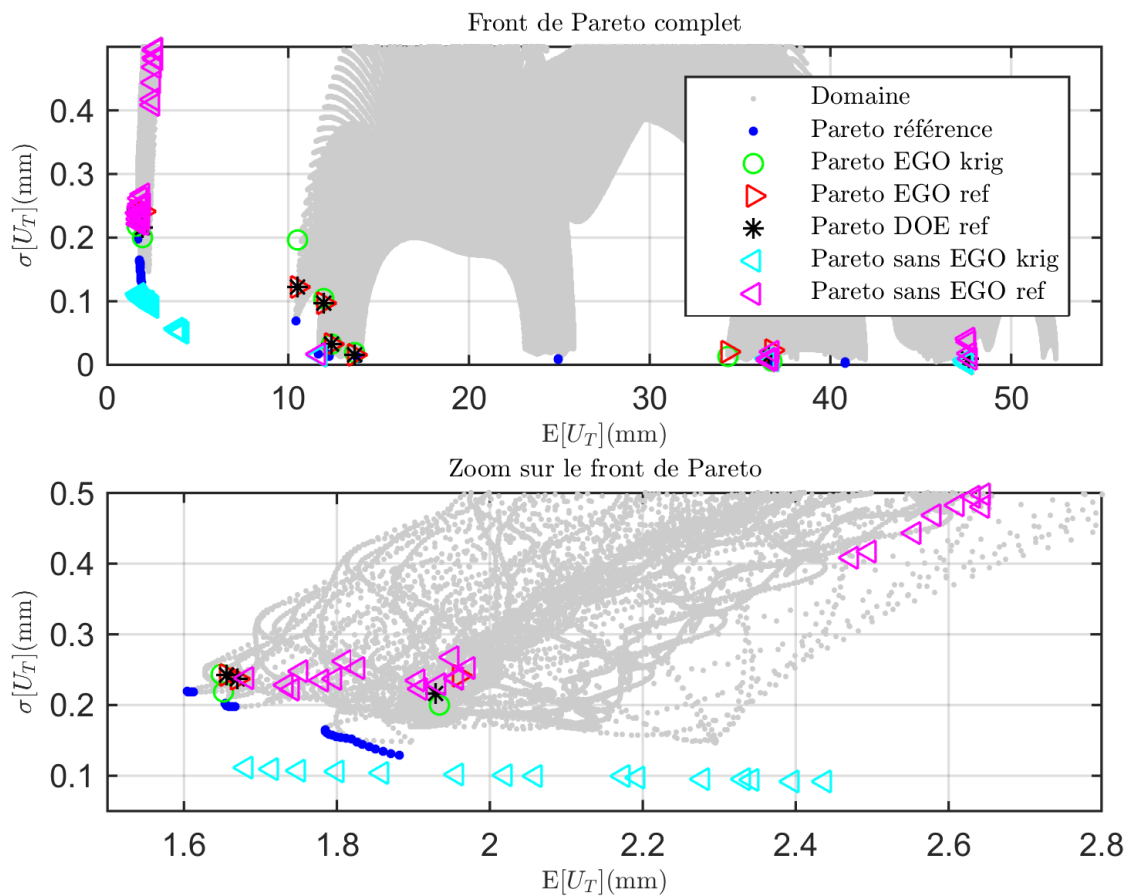 Front de Pareto complet
σ[U_T](mm)
0.4
0.3
0.2
0.1
0
0 10 20 30 40 50
E[U_T](mm)
Domaine
Pareto référence
Pareto EGO krig
Pareto EGO ref
Pareto DOE ref
Pareto sans EGO krig
Pareto sans EGO ref
Zoom sur le front de Pareto
σ[U_T](mm)
0.5
0.4
0.3
0.2
0.1
1.6 1.8 2 2.2 2.4 2.6 2.8
E[U_T](mm)